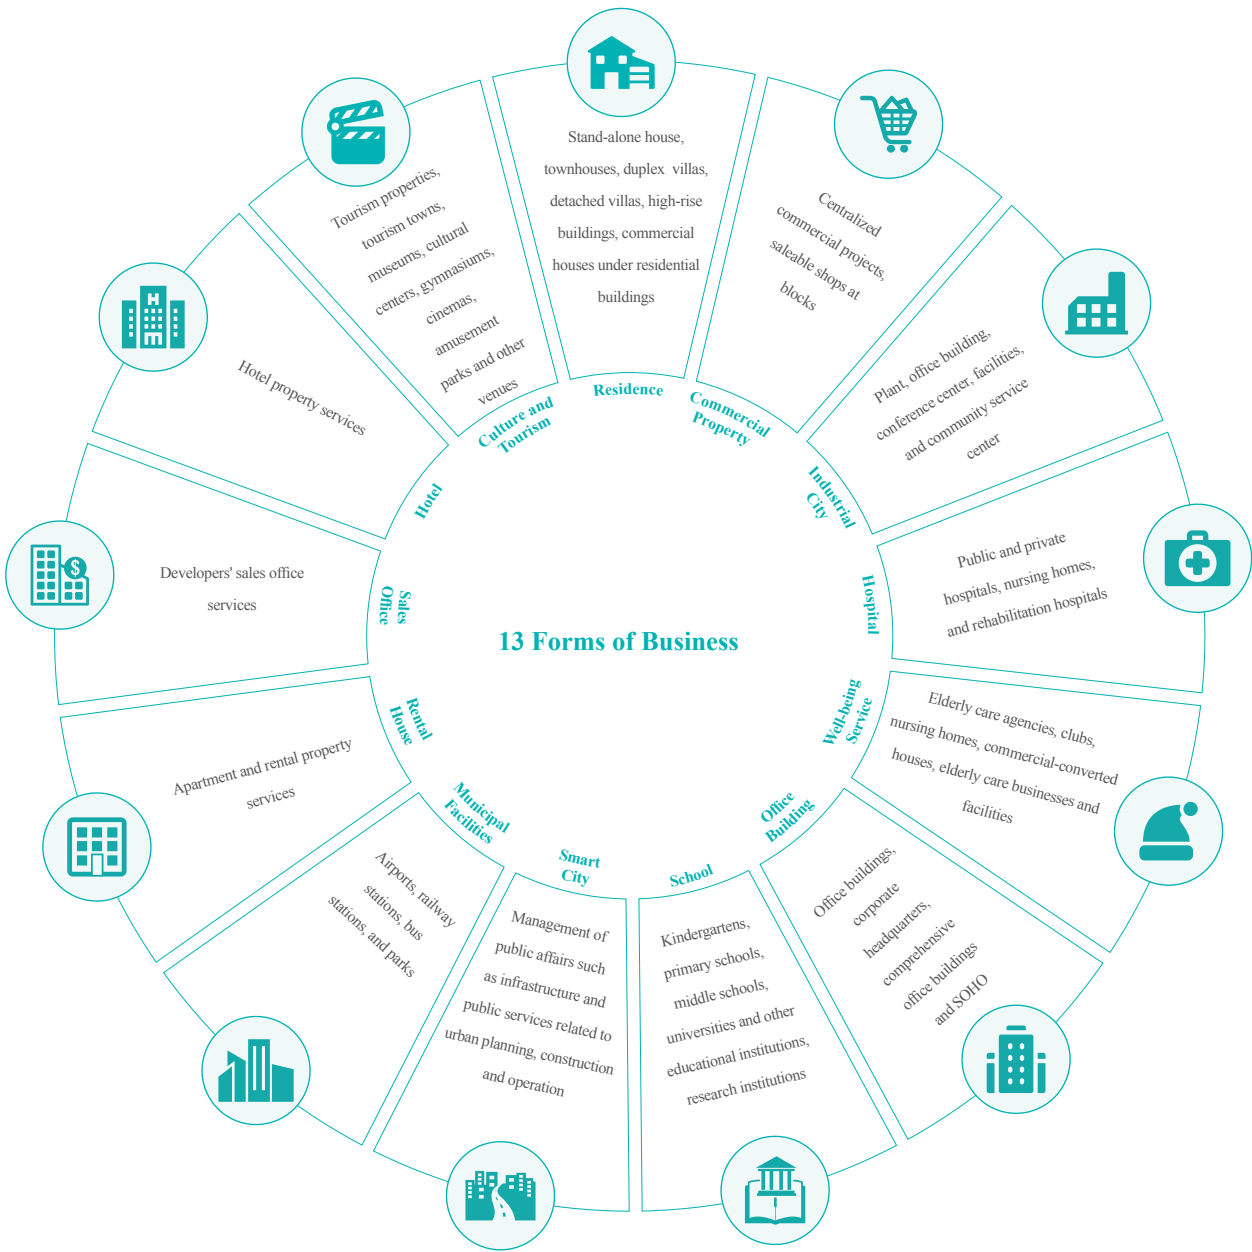 13 Forms of Business
Residence
Stand-alone house,
townhouses, duplex villas,
detached villas, high-rise
buildings, commercial
houses under residential
buildings
Commercial
Property
Centralized
commercial projects,
saleable shops at
blocks
Industrial
City
Plant, office building,
conference center, facilities,
and community service
center
Hospital
Public and private
hospitals, nursing homes,
and rehabilitation hospitals
Well-being
Service
Elderly care agencies, clubs,
nursing homes, commercial-converted
houses, elderly care businesses and
facilities
Office
Building
Office buildings,
corporate
headquarters,
comprehensive
office buildings
and SOHO
School
Kindergartens,
primary schools,
middle schools,
universities and other
educational institutions,
research institutions
Smart
City
Management of
public affairs such
as infrastructure and
public services related to
urban planning, construction
and operation
Municipal
Facilities
Airports, railway
stations, bus
stations, and parks
Rental
House
Apartment and rental property
services
Sales
Office
Developers' sales office
services
$
Hotel
Hotel property services
H
Culture and
Tourism
Tourism properties,
tourism towns,
museums, cultural
centers, gymnasiums,
cinemas,
amusement
parks and other
venues